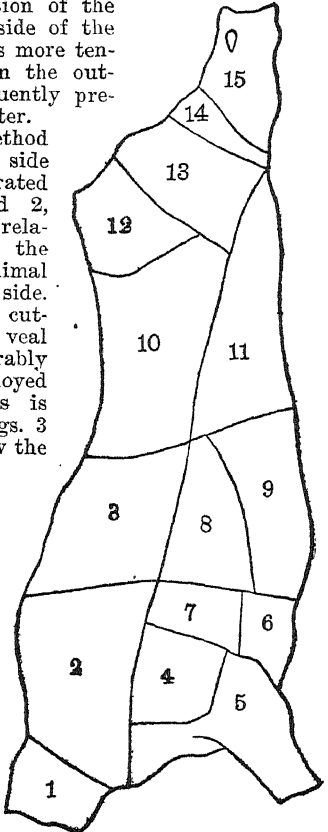 sion of the
side of the
s more ten-
n the out-
uently pre-
ter.
ethod
side
rated
d 2,
rela-
the
imal
side.
cut-
veal
rably
oyed
s is
gs. 3
w the
15
14
13
12
10
11
9
3
8
7
6
2
4
5
1